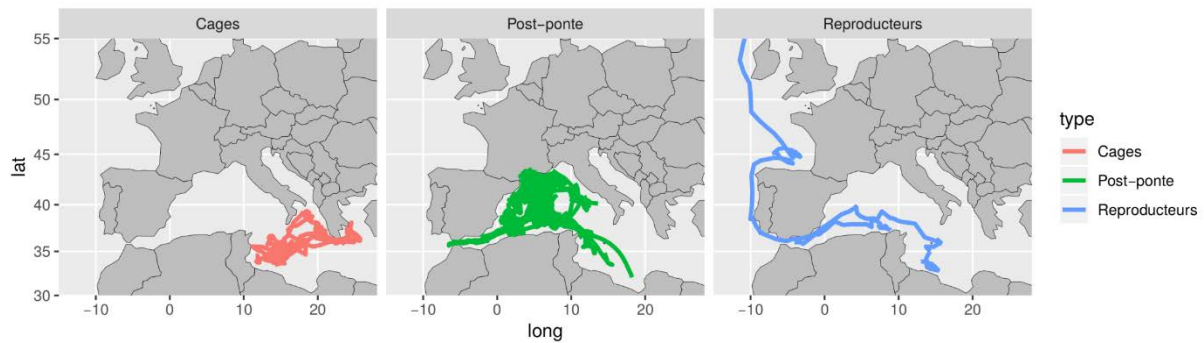 Cages Post-ponte Reproducteurs
55
50
45
40
35
30
lat
−10 0 10 20 −10 0 10 20 −10 0 10 20
long
type
Cages
Post-ponte
Reproducteurs